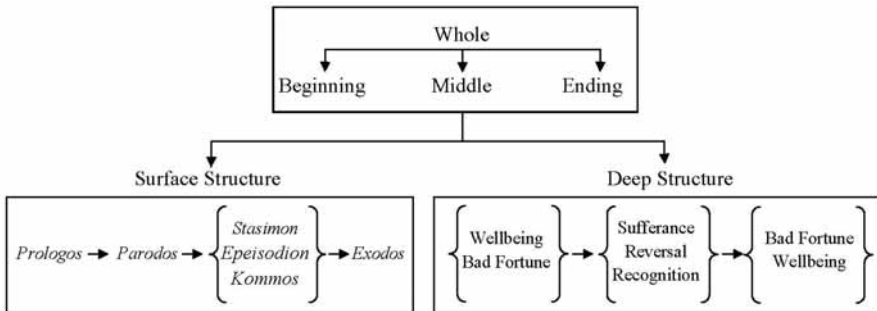 Whole
Beginning Middle Ending
Surface Structure
Prologos Parodos
Stasimon
Epeisodion
Kommos
Exodos
Deep Structure
Wellbeing
Bad Fortune
Sufferance
Reversal
Recognition
Bad Fortune
Wellbeing